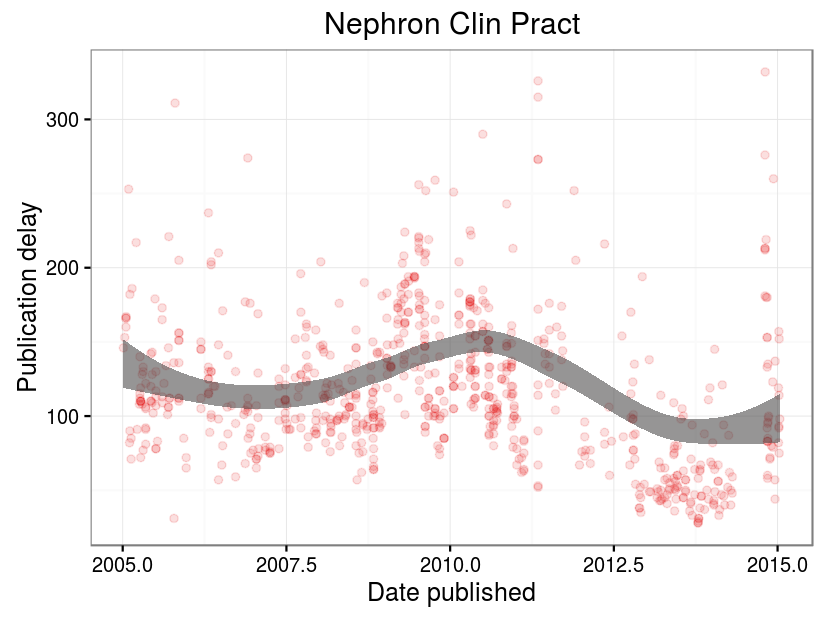 Nephron Clin Pract
Publication delay
300
200
100
2005.0 2007.5 2010.0 2012.5 2015.0
Date published